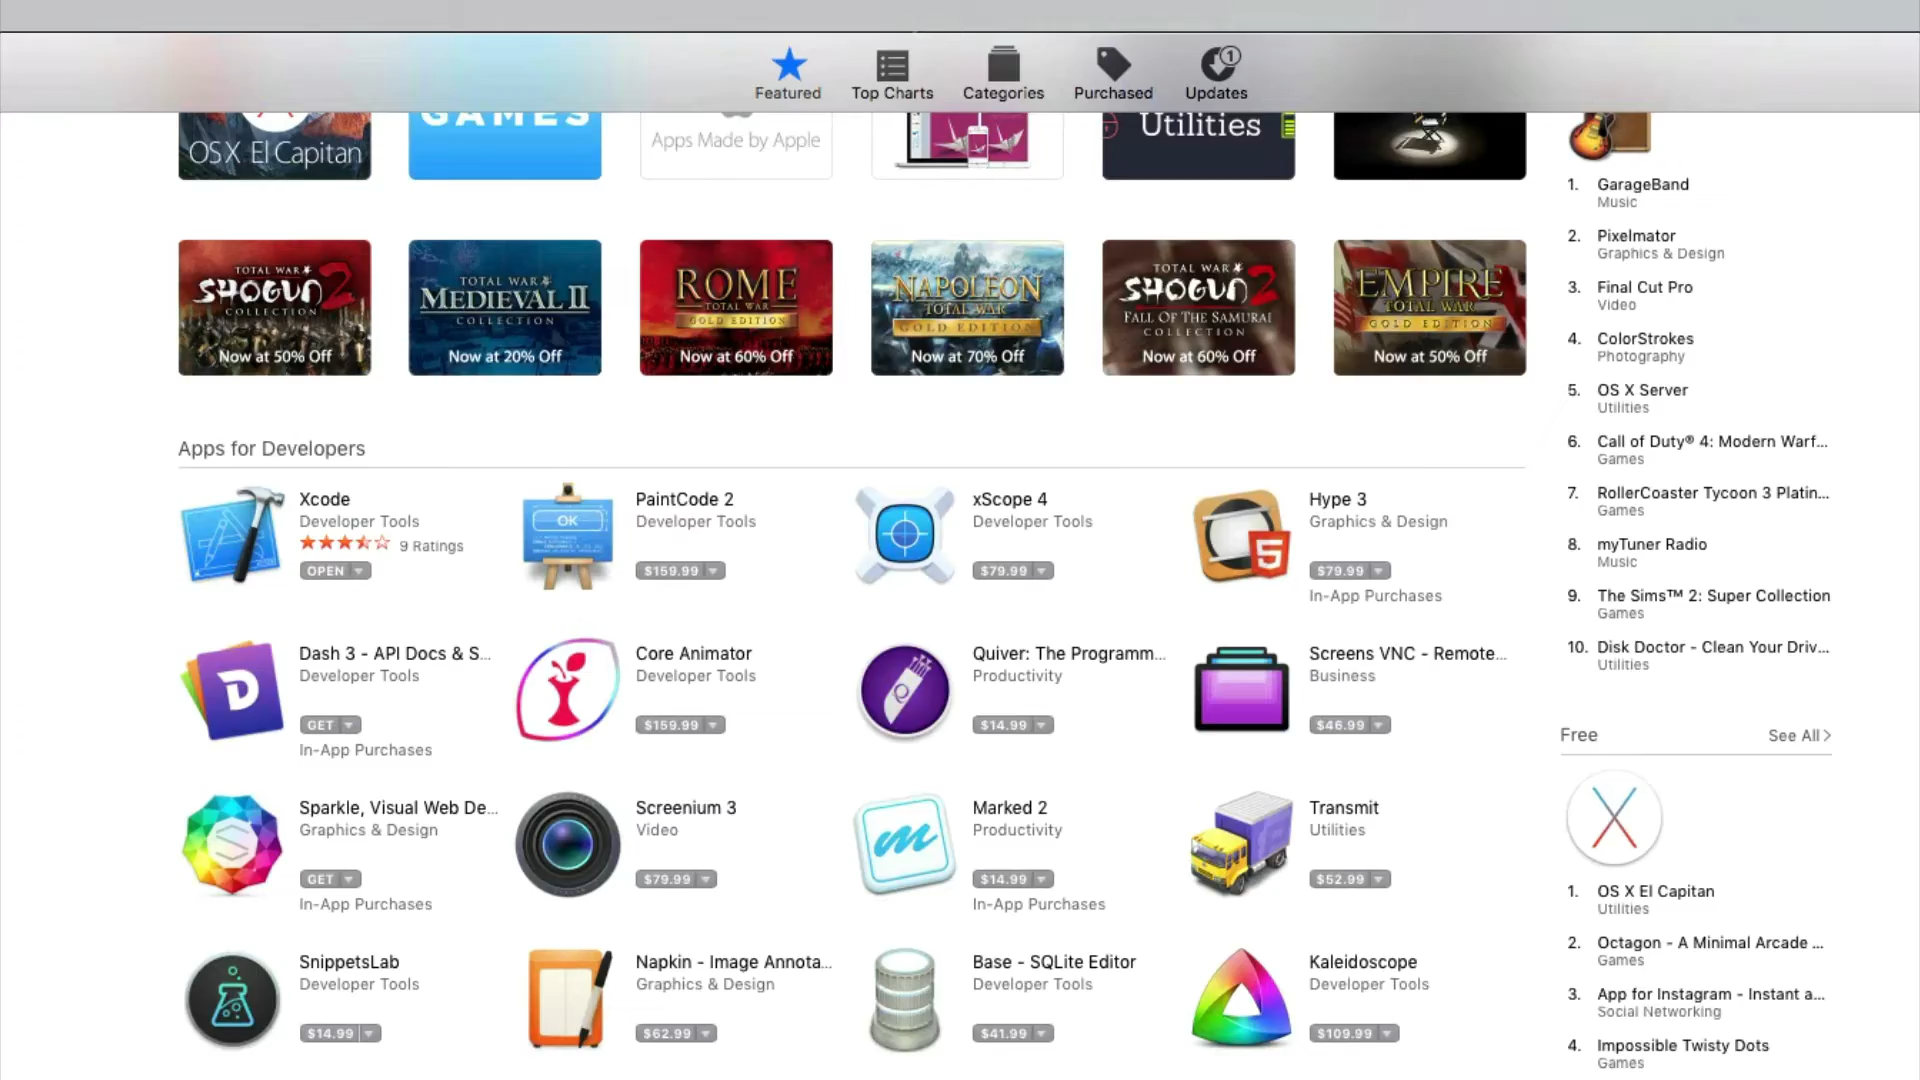 1
Featured
Top Charts
Categories
Purchased
Updates
OS X El Capitan
GAMES
Apps Made by Apple
Utilities
TOTAL WAR
SHOGUN 2
COLLECTION
Now at 50% Off
TOTAL WAR
MEDIEVAL II
COLLECTION
Now at 20% Off
ROME
TOTAL WAR
GOLD EDITION
Now at 60% Off
NAPOLEON
TOTAL WAR
GOLD EDITION
Now at 70% Off
TOTAL WAR
SHOGUN 2
FALL OF THE SAMURAI
COLLECTION
Now at 60% Off
EMPIRE
TOTAL WAR
GOLD EDITION
Now at 50% Off
Apps for Developers
Xcode
Developer Tools
9 Ratings
OPEN
PaintCode 2
Developer Tools
OK
$159.99
xScope 4
Developer Tools
$79.99
Hype 3
Graphics & Design
5
$79.99
In-App Purchases
Dash 3 - API Docs & S...
Developer Tools
D
GET
In-App Purchases
Core Animator
Developer Tools
$159.99
Quiver: The Programm...
Productivity
Q
$14.99
Screens VNC - Remote...
Business
$46.99
Sparkle, Visual Web De...
Graphics & Design
S
GET
In-App Purchases
Screenium 3
Video
$79.99
Marked 2
Productivity
m
$14.99
In-App Purchases
Transmit
Utilities
$52.99
SnippetsLab
Developer Tools
$14.99
Napkin - Image Annota...
Graphics & Design
$62.99
Base - SQLite Editor
Developer Tools
$41.99
Kaleidoscope
Developer Tools
$109.99
1. GarageBand
Music
2. Pixelmator
Graphics & Design
3. Final Cut Pro
Video
4. ColorStrokes
Photography
5. OS X Server
Utilities
6. Call of Duty® 4: Modern Warf...
Games
7. RollerCoaster Tycoon 3 Platin...
Games
8. myTuner Radio
Music
9. The Sims™ 2: Super Collection
Games
10. Disk Doctor - Clean Your Driv...
Utilities
Free
See All >
X
1. OS X El Capitan
Utilities
2. Octagon - A Minimal Arcade ...
Games
3. App for Instagram - Instant a...
Social Networking
4. Impossible Twisty Dots
Games